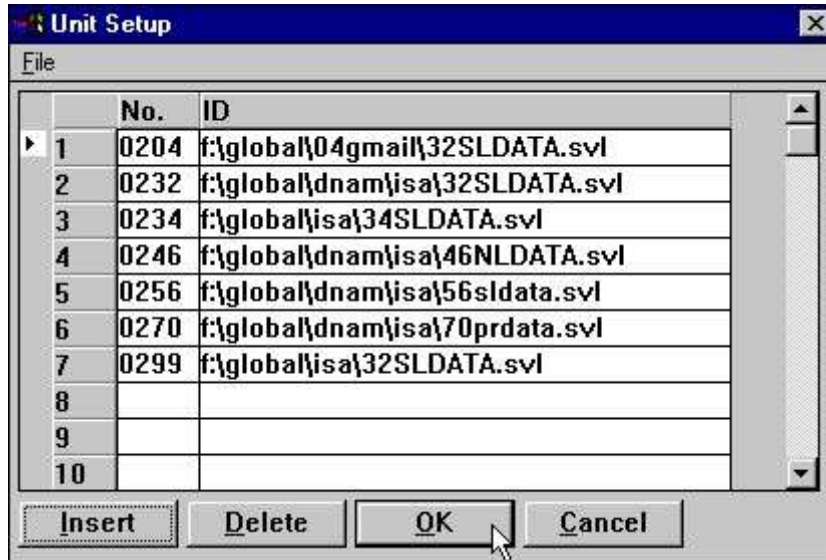 Unit Setup
File
No. ID
1 0204 f:\global\04gmail\32SLDATA.svl
2 0232 f:\global\dnam\isa\32SLDATA.svl
3 0234 f:\global\isa\34SLDATA.svl
4 0246 f:\global\dnam\isa\46NLDATA.svl
5 0256 f:\global\dnam\isa\56sldata.svl
6 0270 f:\global\dnam\isa\70prdata.svl
7 0299 f:\global\isa\32SLDATA.svl
8
9
10
Insert Delete OK Cancel